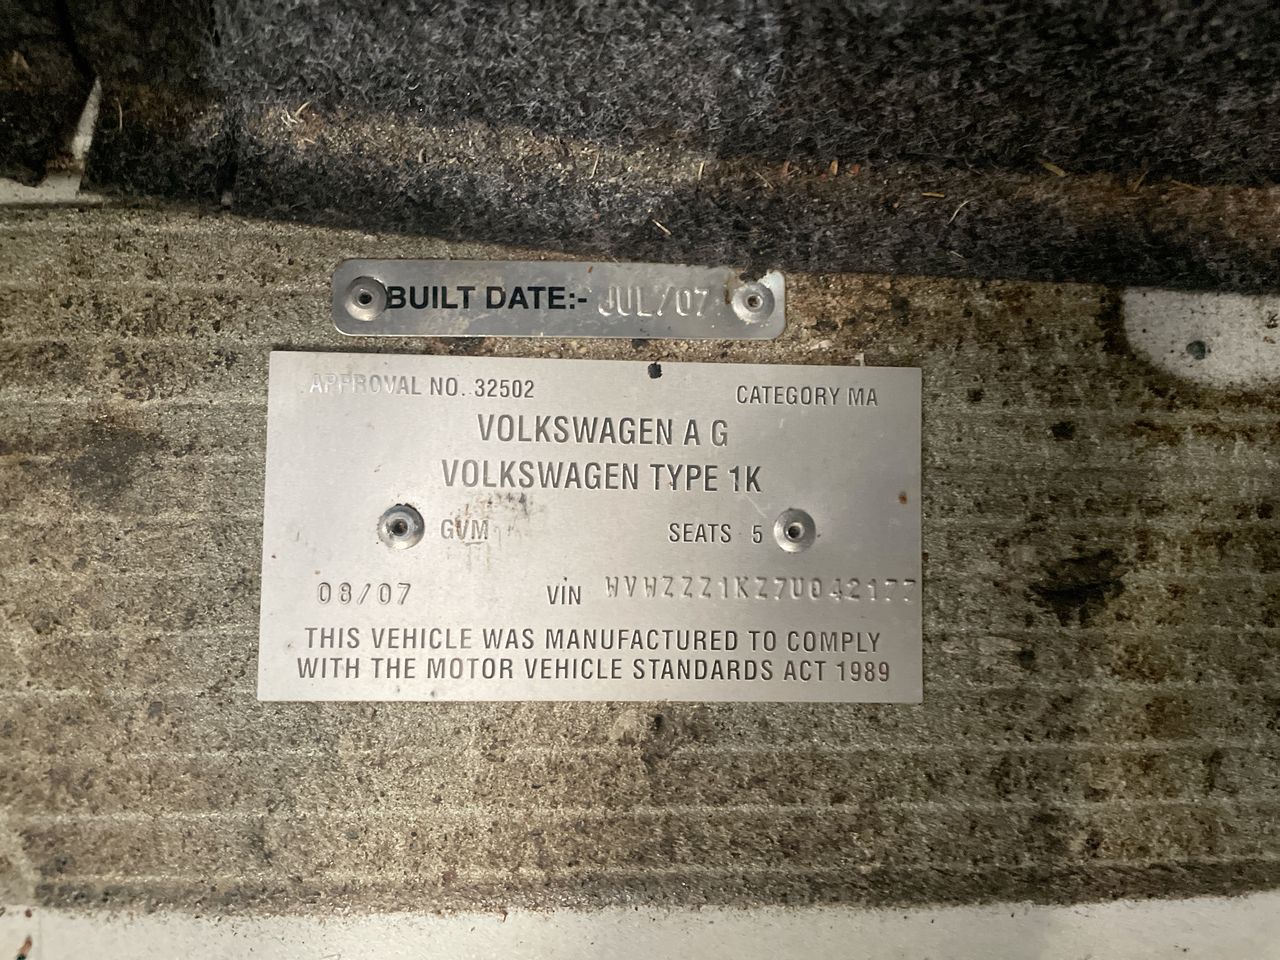 BUILT DATE:- JUL/07
APPROVAL NO. 32502 CATEGORY MA
VOLKSWAGEN A G
VOLKSWAGEN TYPE 1K
GVM SEATS 5
08/07 VIN WVWZZZ1KZ7U042177
THIS VEHICLE WAS MANUFACTURED TO COMPLY
WITH THE MOTOR VEHICLE STANDARDS ACT 1989